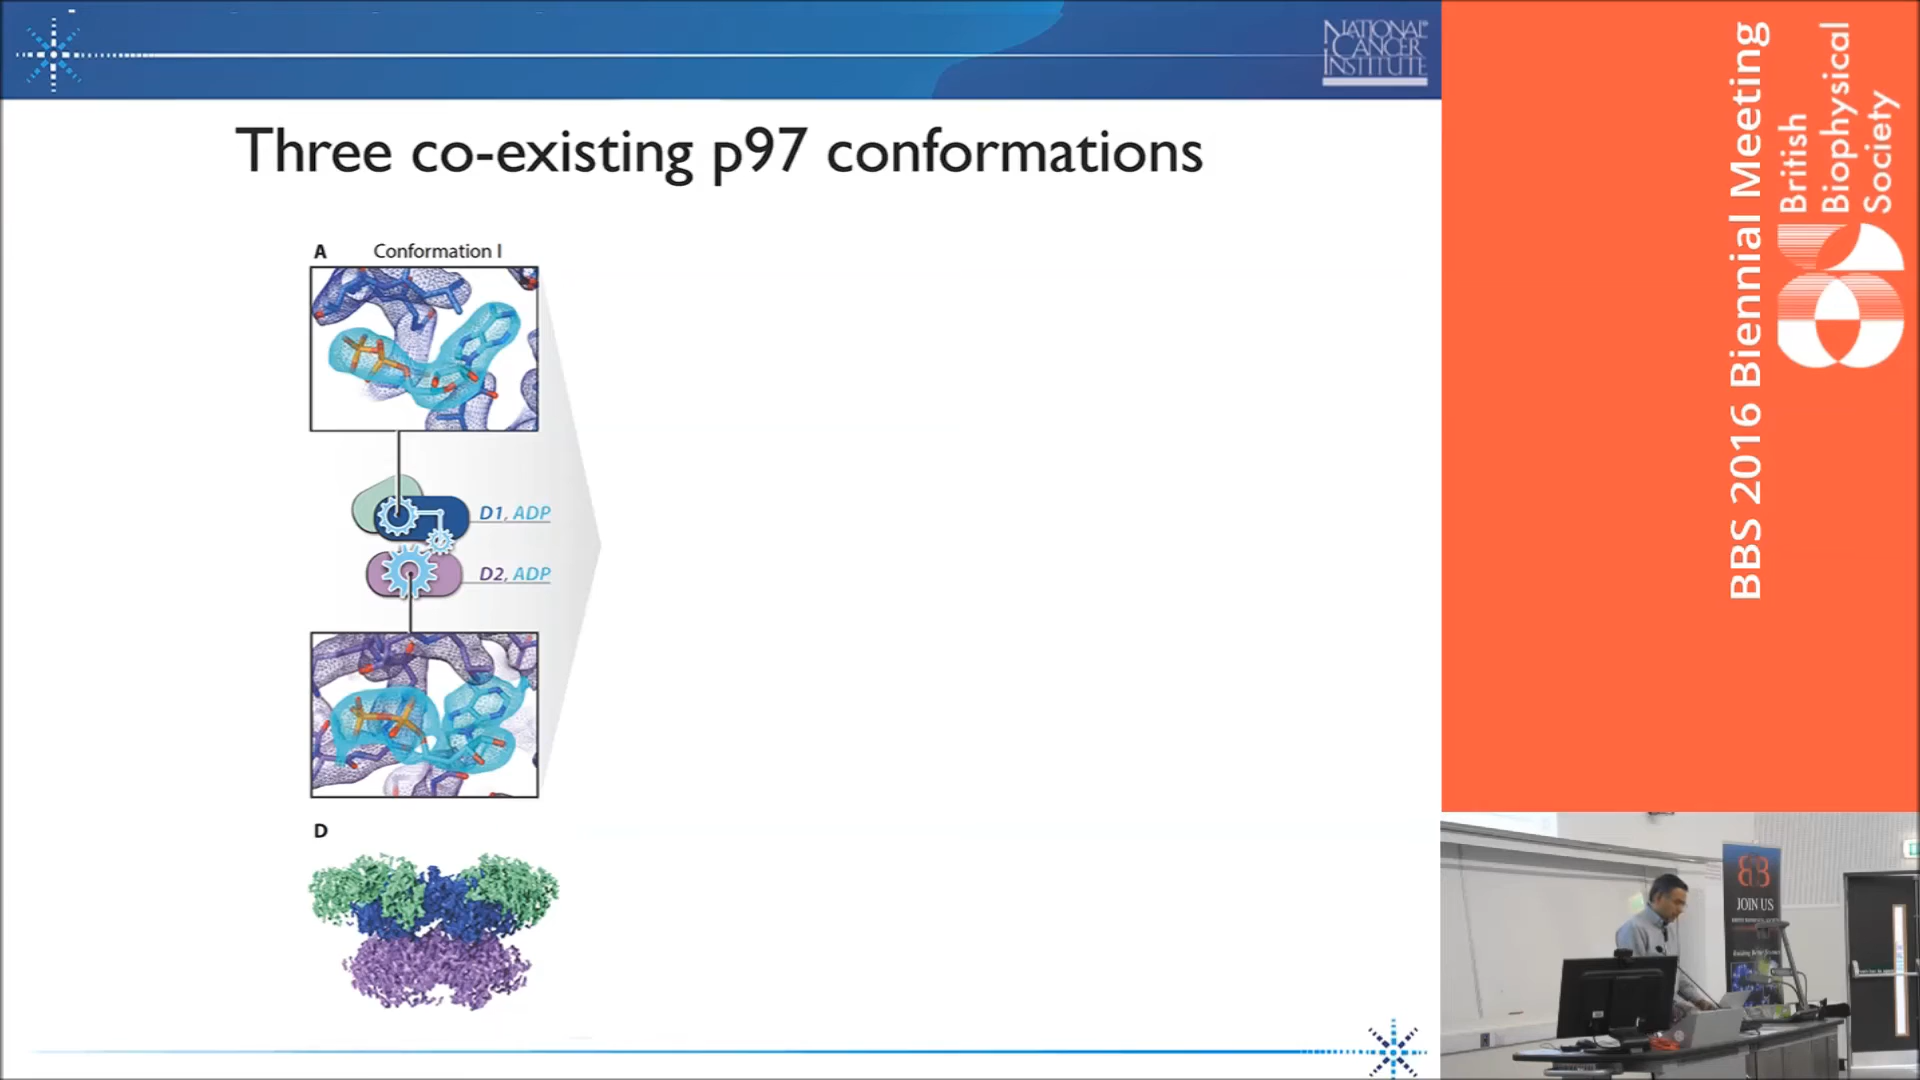 NATIONAL
CANCER
INSTITUTE
Three co-existing p97 conformations
A Conformation I
D1, ADP
D2, ADP
D
BBS 2016 Biennial Meeting
British
Biophysical
Society
JOIN US